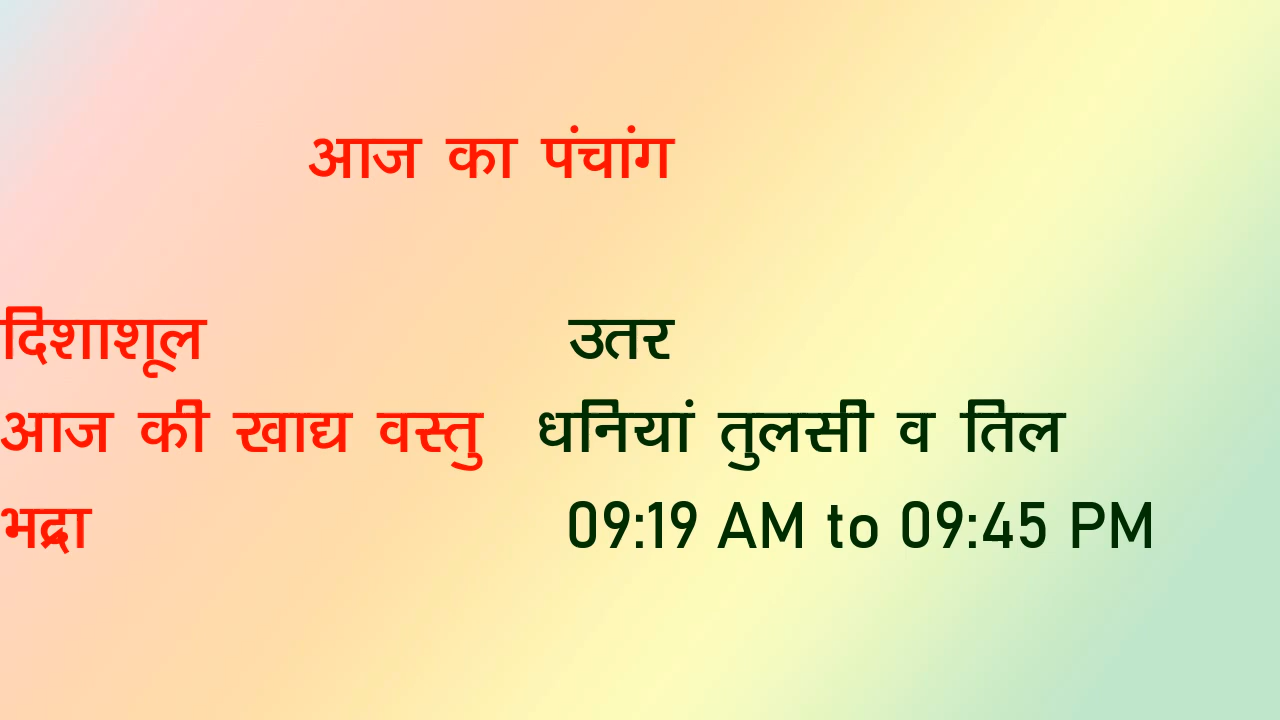 आज का पंचांग
दिशाशूल उतर
आज की खाद्य वस्तु धनियां तुलसी व तिल
भद्रा 09:19 AM to 09:45 PM